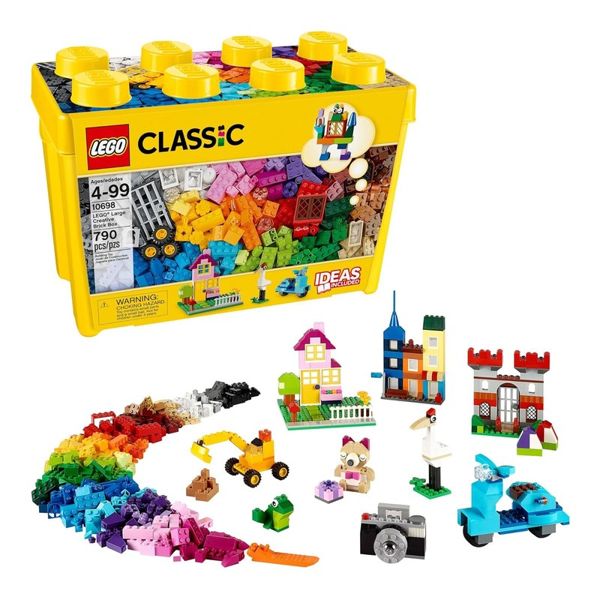 LEGO
CLASSIC
Ages/edades
4-99
10698
LEGO® Large
Creative
Brick Box
790
pcs/pzs
IDEAS
INCLUDED
WARNING:
CHOKING HAZARD.